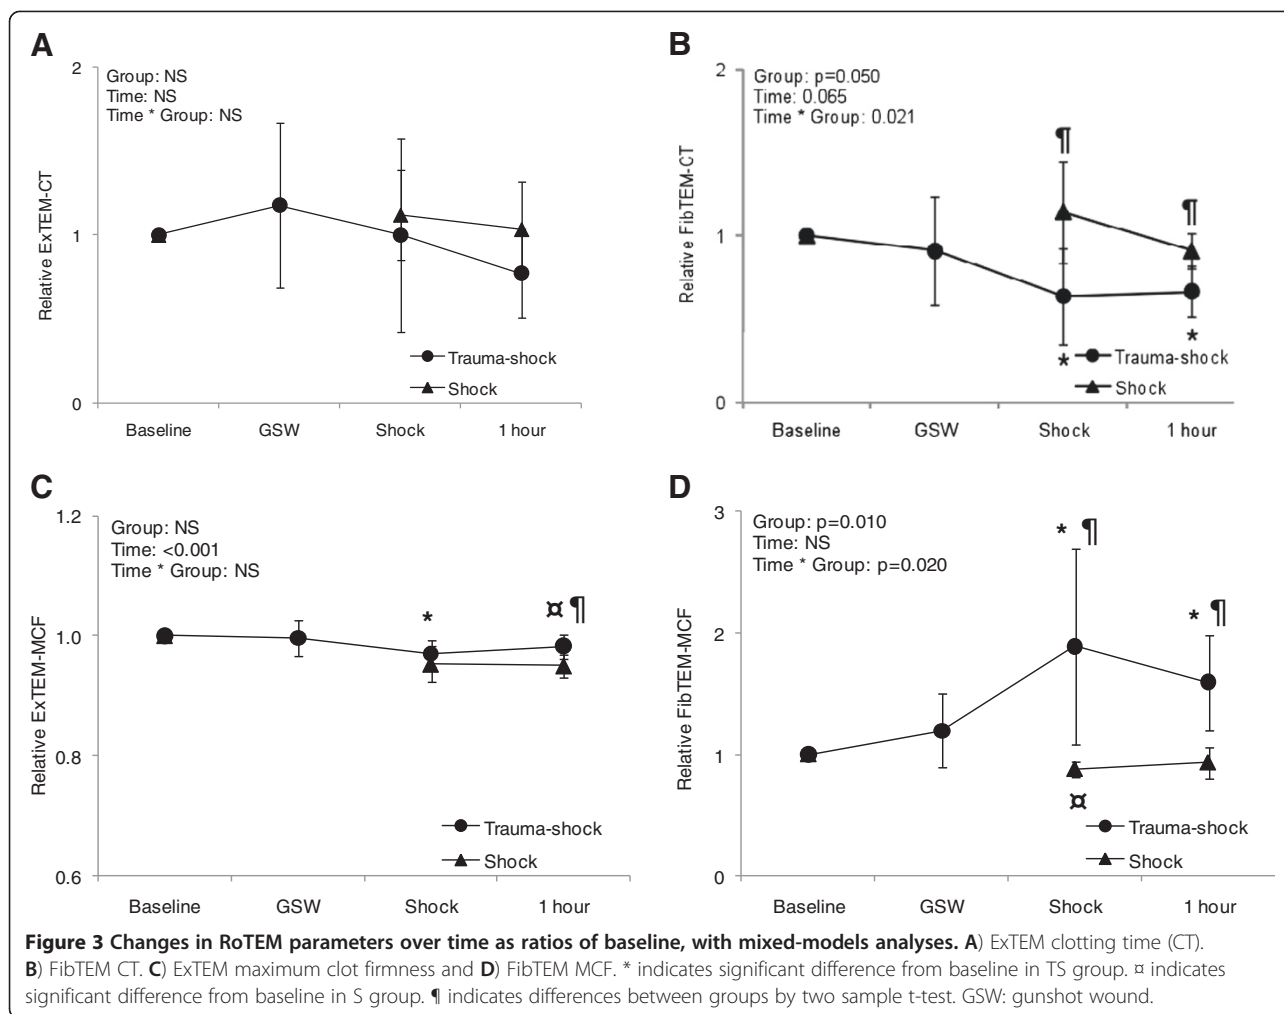 A
2
Group: NS
Time: NS
Time * Group: NS
Relative ExTEM-CT
1
Trauma-shock
Shock
0
Baseline GSW Shock 1 hour
B
2
Group: p=0.050
Time: 0.065
Time * Group: 0.021
¶
¶
Relative FibTEM-CT
1
*
*
Trauma-shock
Shock
0
Baseline GSW Shock 1 hour
C
1.2
Group: NS
Time: <0.001
Time * Group: NS
* ¤ ¶
1.0
Relative ExTEM-MCF
0.8
Trauma-shock
Shock
0.6
Baseline GSW Shock 1 hour
D
3
Group: p=0.010
Time: NS
Time * Group: p=0.020
* ¶
* ¶
2
Relative FibTEM-MCF
1
¤
Trauma-shock
Shock
0
Baseline GSW Shock 1 hour
Figure 3 Changes in RoTEM parameters over time as ratios of baseline, with mixed-models analyses. A) ExTEM clotting time (CT).
B) FibTEM CT. C) ExTEM maximum clot firmness and D) FibTEM MCF. * indicates significant difference from baseline in TS group. ¤ indicates
significant difference from baseline in S group. ¶ indicates differences between groups by two sample t-test. GSW: gunshot wound.